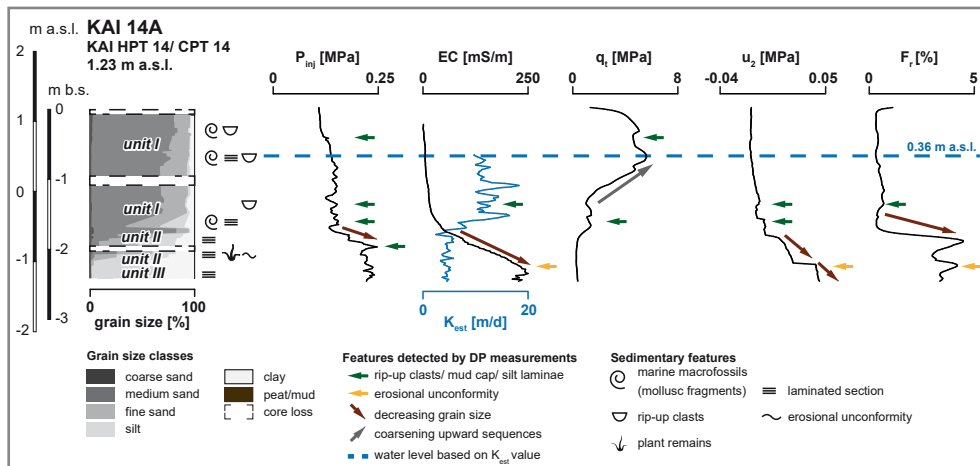 m a.s.l. KAI 14A
KAI HPT 14/ CPT 14
1.23 m a.s.l.
m b.s.
2
1
0
-1
-2
0
-1
-2
-3
unit I
unit I
unit II
unit II
unit III
0 100
grain size [%]
P_inj [MPa]
0 0.25
EC [mS/m]
0 250
q_t [MPa]
0 8
u_2 [MPa]
-0.04 0.05
F_r [%]
0 5
0.36 m a.s.l.
0 20
K_est [m/d]
Grain size classes
coarse sand
medium sand
fine sand
silt
clay
peat/mud
core loss
Features detected by DP measurements
rip-up clasts/ mud cap/ silt laminae
erosional unconformity
decreasing grain size
coarsening upward sequences
water level based on K_est value
Sedimentary features
marine macrofossils
(mollusc fragments)
rip-up clasts
plant remains
laminated section
erosional unconformity